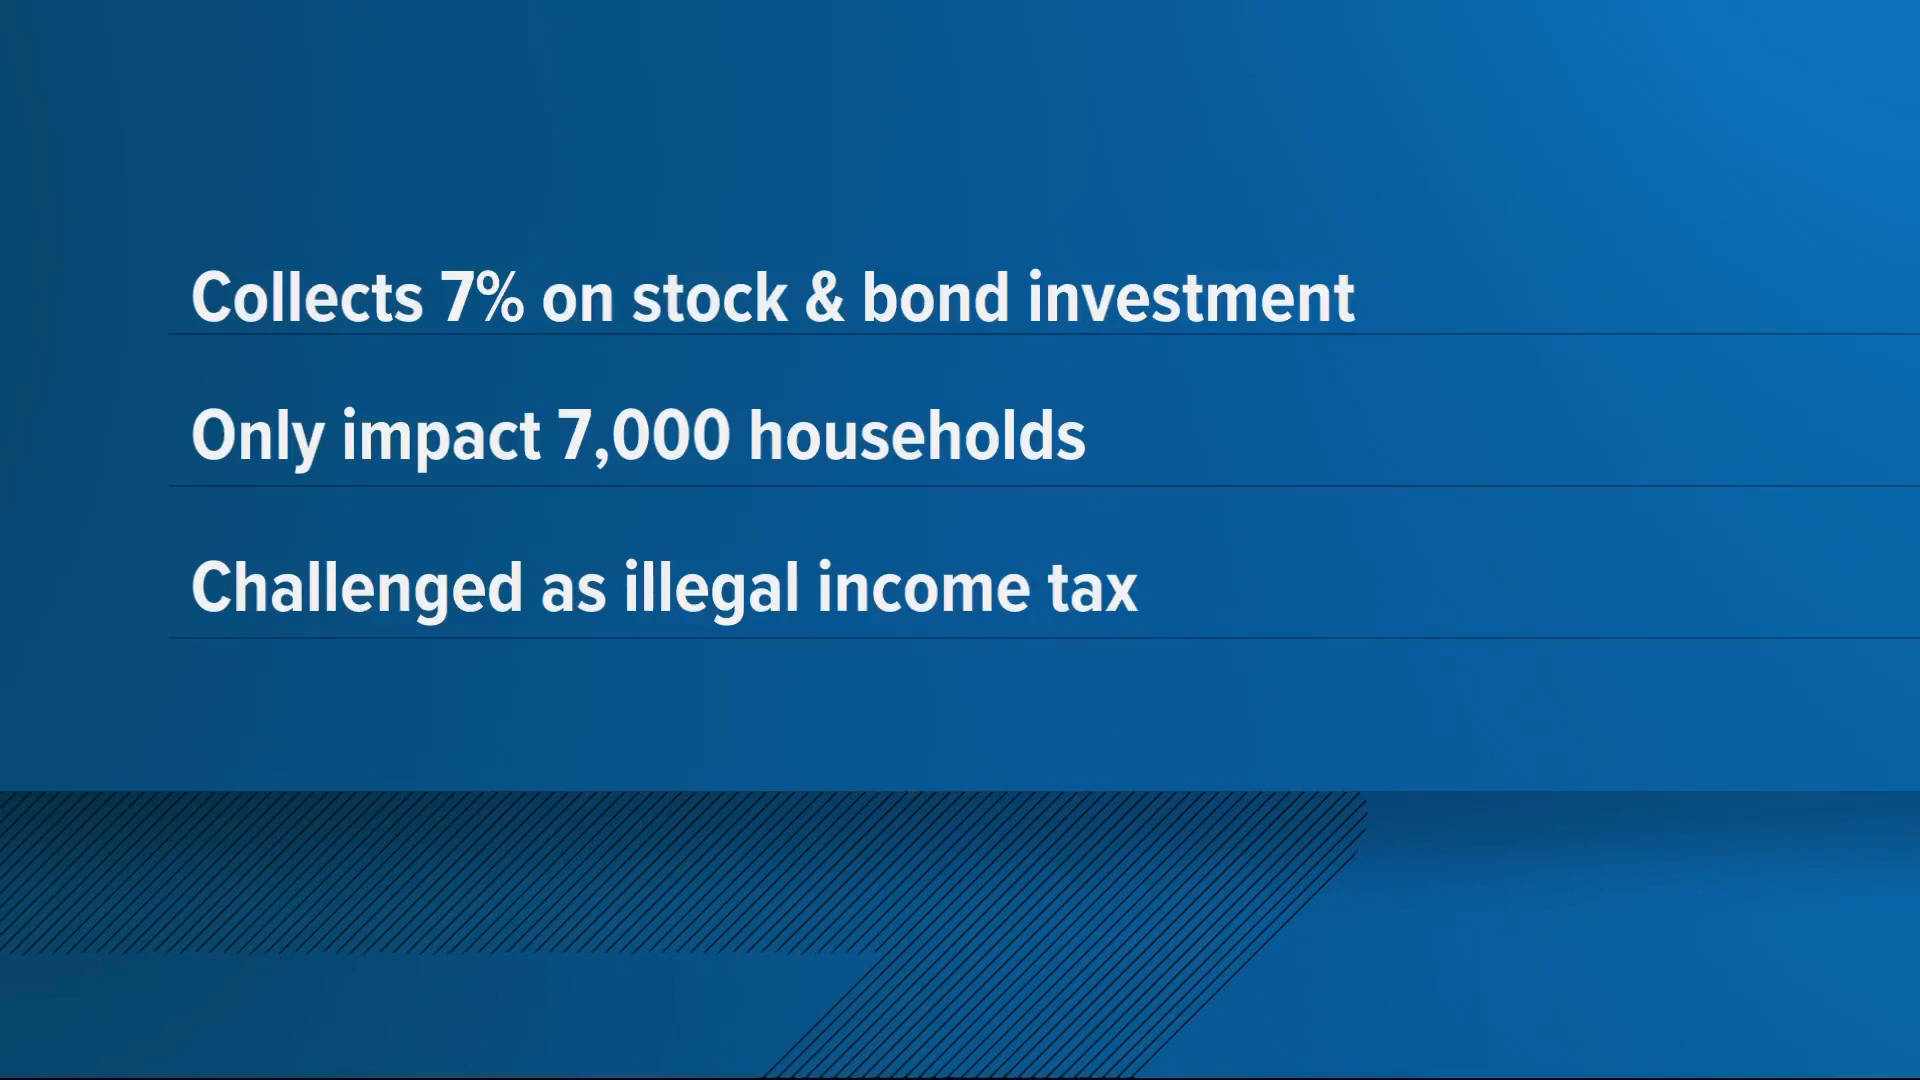 Collects 7% on stock & bond investment
Only impact 7,000 households
Challenged as illegal income tax